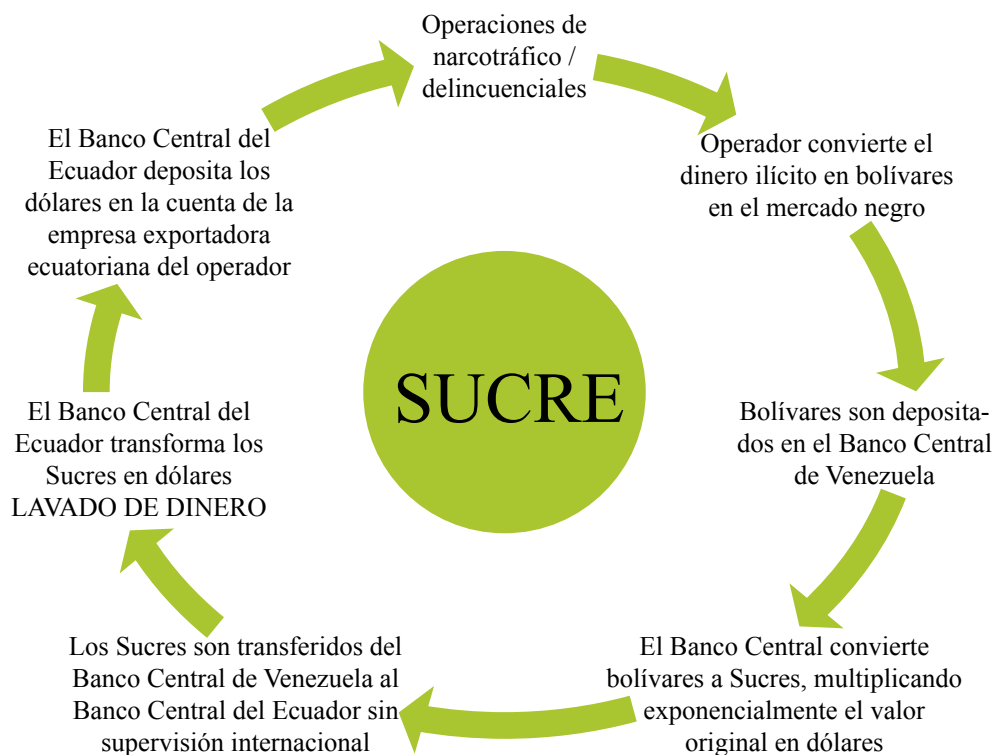 Operaciones de
narcotráfico /
delincuenciales
Operador convierte el
dinero ilícito en bolívares
en el mercado negro
Bolívares son deposita-
dos en el Banco Central
de Venezuela
El Banco Central convierte
bolívares a Sucres, multiplicando
exponencialmente el valor
original en dólares
Los Sucres son transferidos del
Banco Central de Venezuela al
Banco Central del Ecuador sin
supervisión internacional
El Banco Central del
Ecuador transforma los
Sucres en dólares
LAVADO DE DINERO
El Banco Central del
Ecuador deposita los
dólares en la cuenta de la
empresa exportadora
ecuatoriana del operador
SUCRE